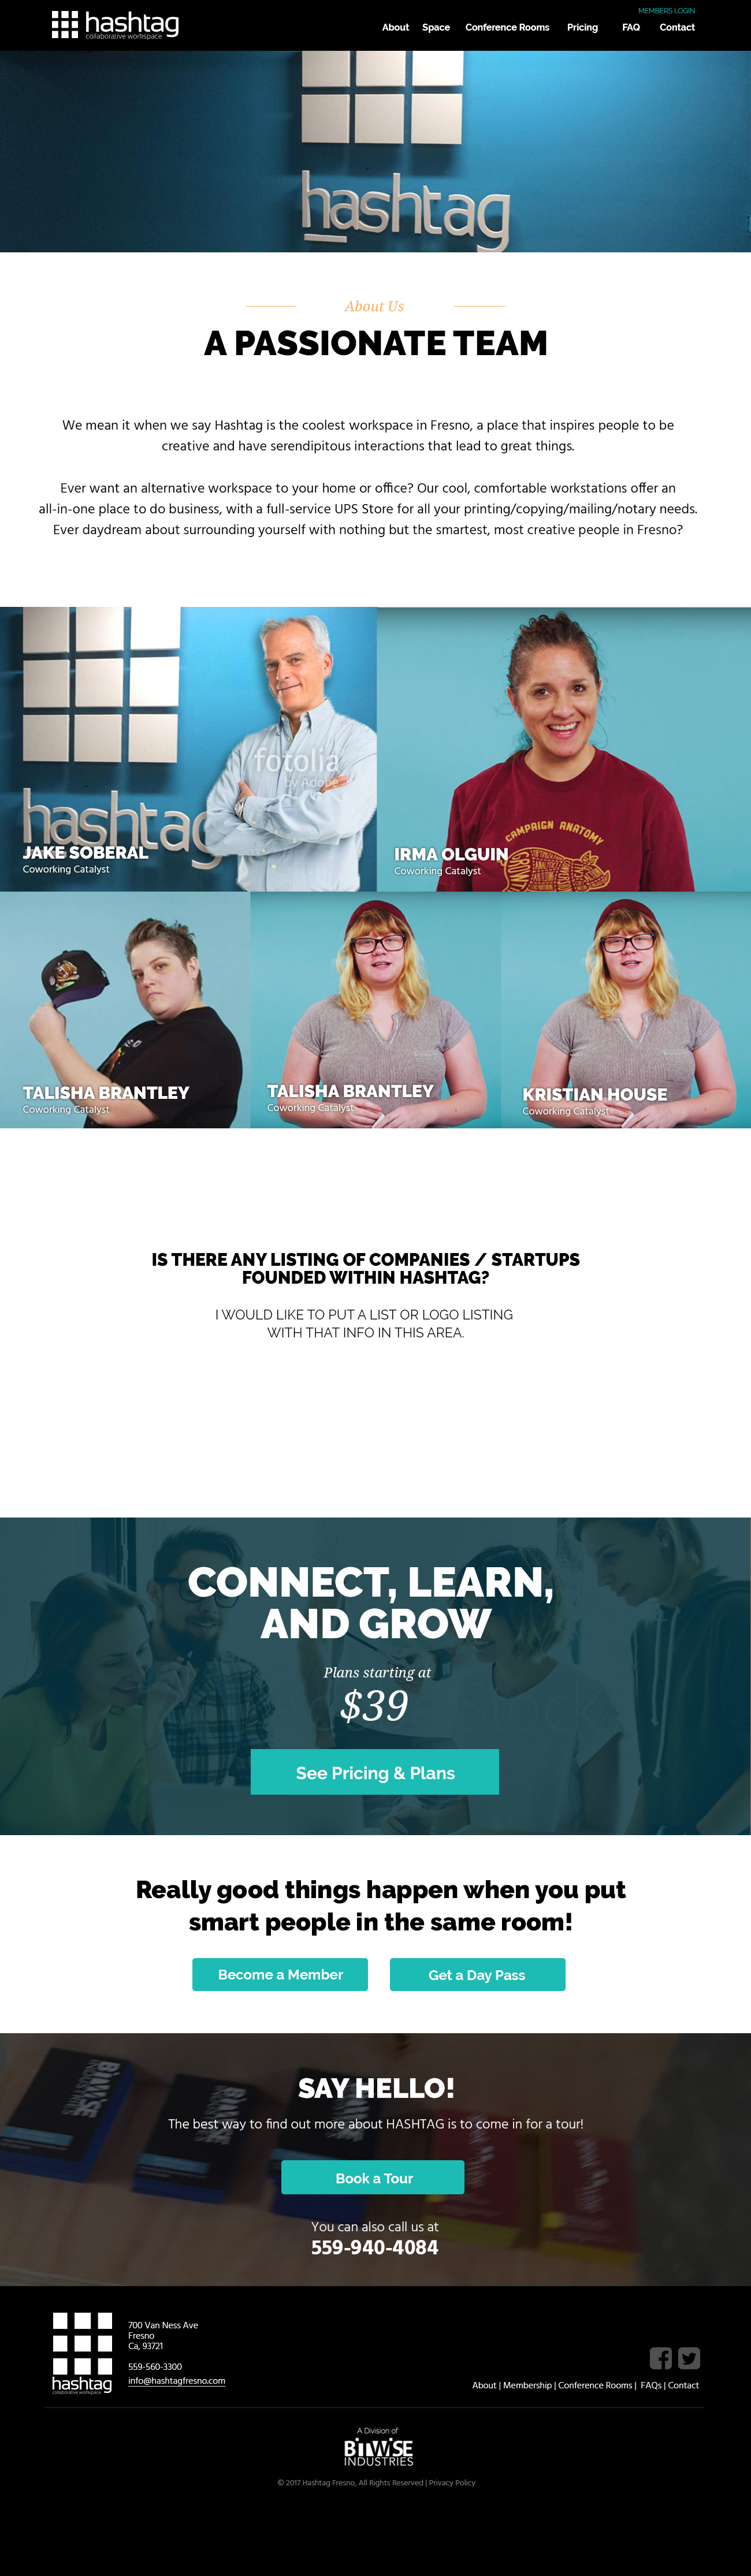 hashtag
collaborative workspace
MEMBERS LOGIN
About Space Conference Rooms Pricing FAQ Contact
hashtag
About Us
A PASSIONATE TEAM
We mean it when we say Hashtag is the coolest workspace in Fresno, a place that inspires people to be
creative and have serendipitous interactions that lead to great things.
Ever want an alternative workspace to your home or office? Our cool, comfortable workstations offer an
all-in-one place to do business, with a full-service UPS Store for all your printing/copying/mailing/notary needs.
Ever daydream about surrounding yourself with nothing but the smartest, most creative people in Fresno?
fotolia
by Adobe
hashtag
JAKE SOBERAL
Coworking Catalyst
CAMPAIGN ANATOMY
IRMA OLGUIN
Coworking Catalyst
TALISHA BRANTLEY
Coworking Catalyst
TALISHA BRANTLEY
Coworking Catalyst
KRISTIAN HOUSE
Coworking Catalyst
IS THERE ANY LISTING OF COMPANIES / STARTUPS
FOUNDED WITHIN HASHTAG?
I WOULD LIKE TO PUT A LIST OR LOGO LISTING
WITH THAT INFO IN THIS AREA.
CONNECT, LEARN,
AND GROW
Plans starting at
$39
See Pricing & Plans
Really good things happen when you put
smart people in the same room!
Become a Member
Get a Day Pass
BITWISE
SAY HELLO!
The best way to find out more about HASHTAG is to come in for a tour!
Book a Tour
You can also call us at
559-940-4084
hashtag
collaborative workspace
700 Van Ness Ave
Fresno
Ca, 93721
559-560-3300
info@hashtagfresno.com
About | Membership | Conference Rooms | FAQs | Contact
A Division of
BITWISE
INDUSTRIES
© 2017 Hashtag Fresno, All Rights Reserved | Privacy Policy